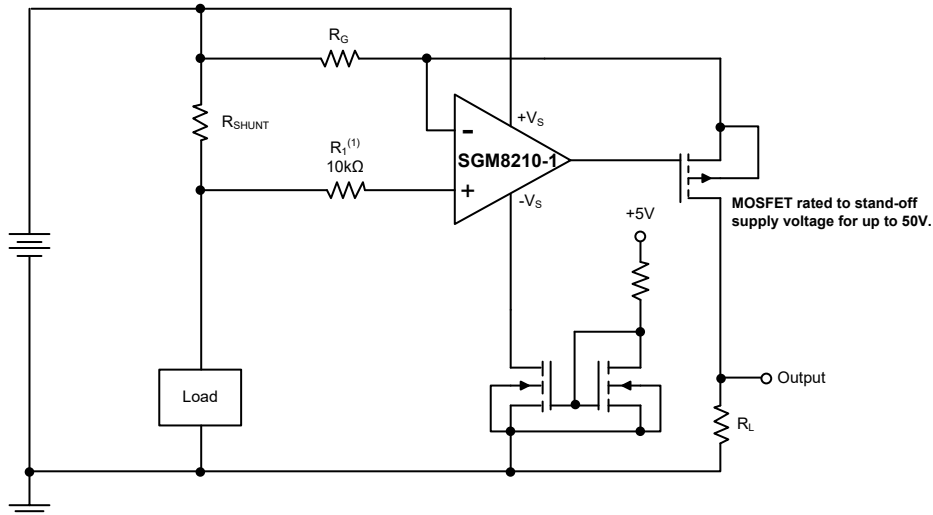 R_G
R_SHUNT
+V_S
R_1^(1)
10kΩ
-
SGM8210-1
+
-V_S
MOSFET rated to stand-off
supply voltage for up to 50V.
+5V
Load
Output
R_L